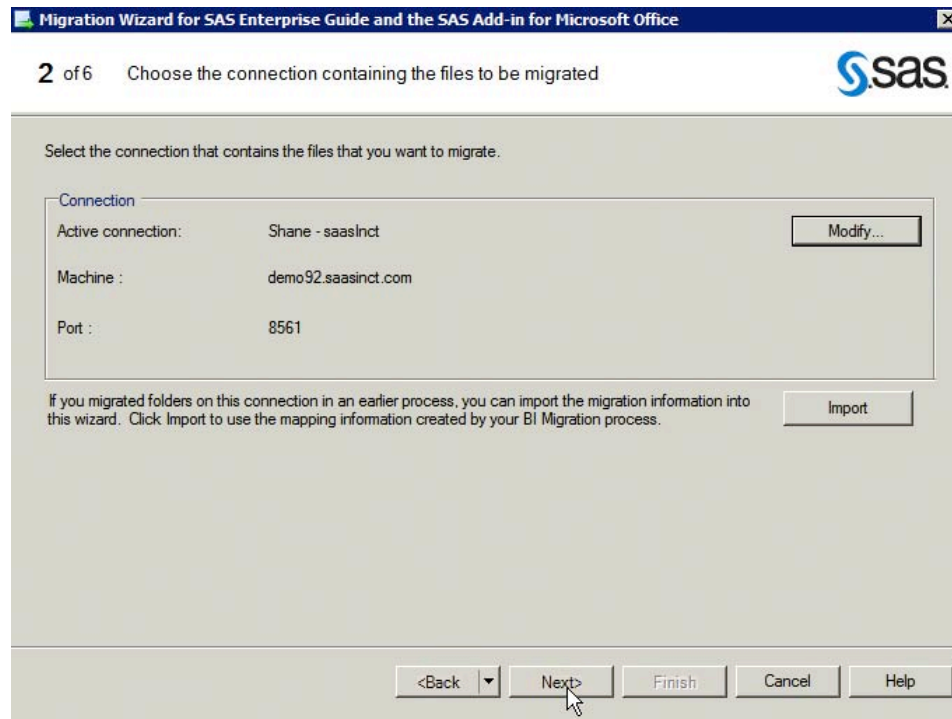 Migration Wizard for SAS Enterprise Guide and the SAS Add-in for Microsoft Office
2 of 6 Choose the connection containing the files to be migrated
sas
Select the connection that contains the files that you want to migrate.
Connection
Active connection: Shane - saasInct Modify...
Machine : demo92.saasinct.com
Port : 8561
If you migrated folders on this connection in an earlier process, you can import the migration information into
this wizard. Click Import to use the mapping information created by your BI Migration process.
Import
<Back Next> Finish Cancel Help